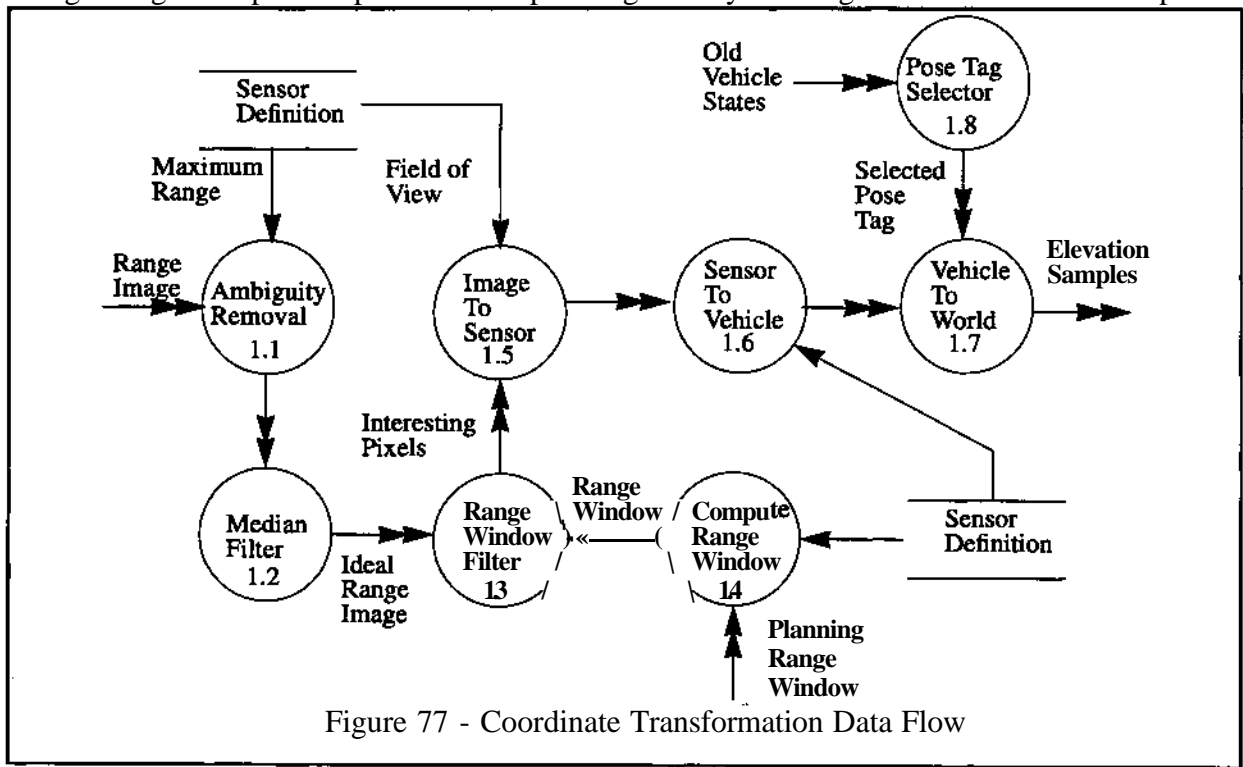 Old
Vehicle
States
Pose Tag
Selector
1.8
Sensor
Definition
Maximum
Range
Field of
View
Selected
Pose
Tag
Range
Image
Ambiguity
Removal
1.1
Image
To
Sensor
1.5
Sensor
To
Vehicle
1.6
Vehicle
To
World
1.7
Elevation
Samples
Interesting
Pixels
Median
Filter
1.2
Ideal
Range
Image
Range
Window
Filter
13
Range
Window
Compute
Range
Window
14
Sensor
Definition
Planning
Range
Window
Figure 77 - Coordinate Transformation Data Flow